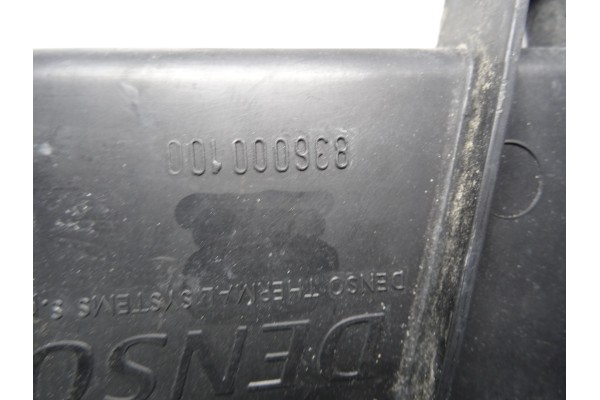 DENSO
DENSO THERMAL SYSTEMS S.p
836000100